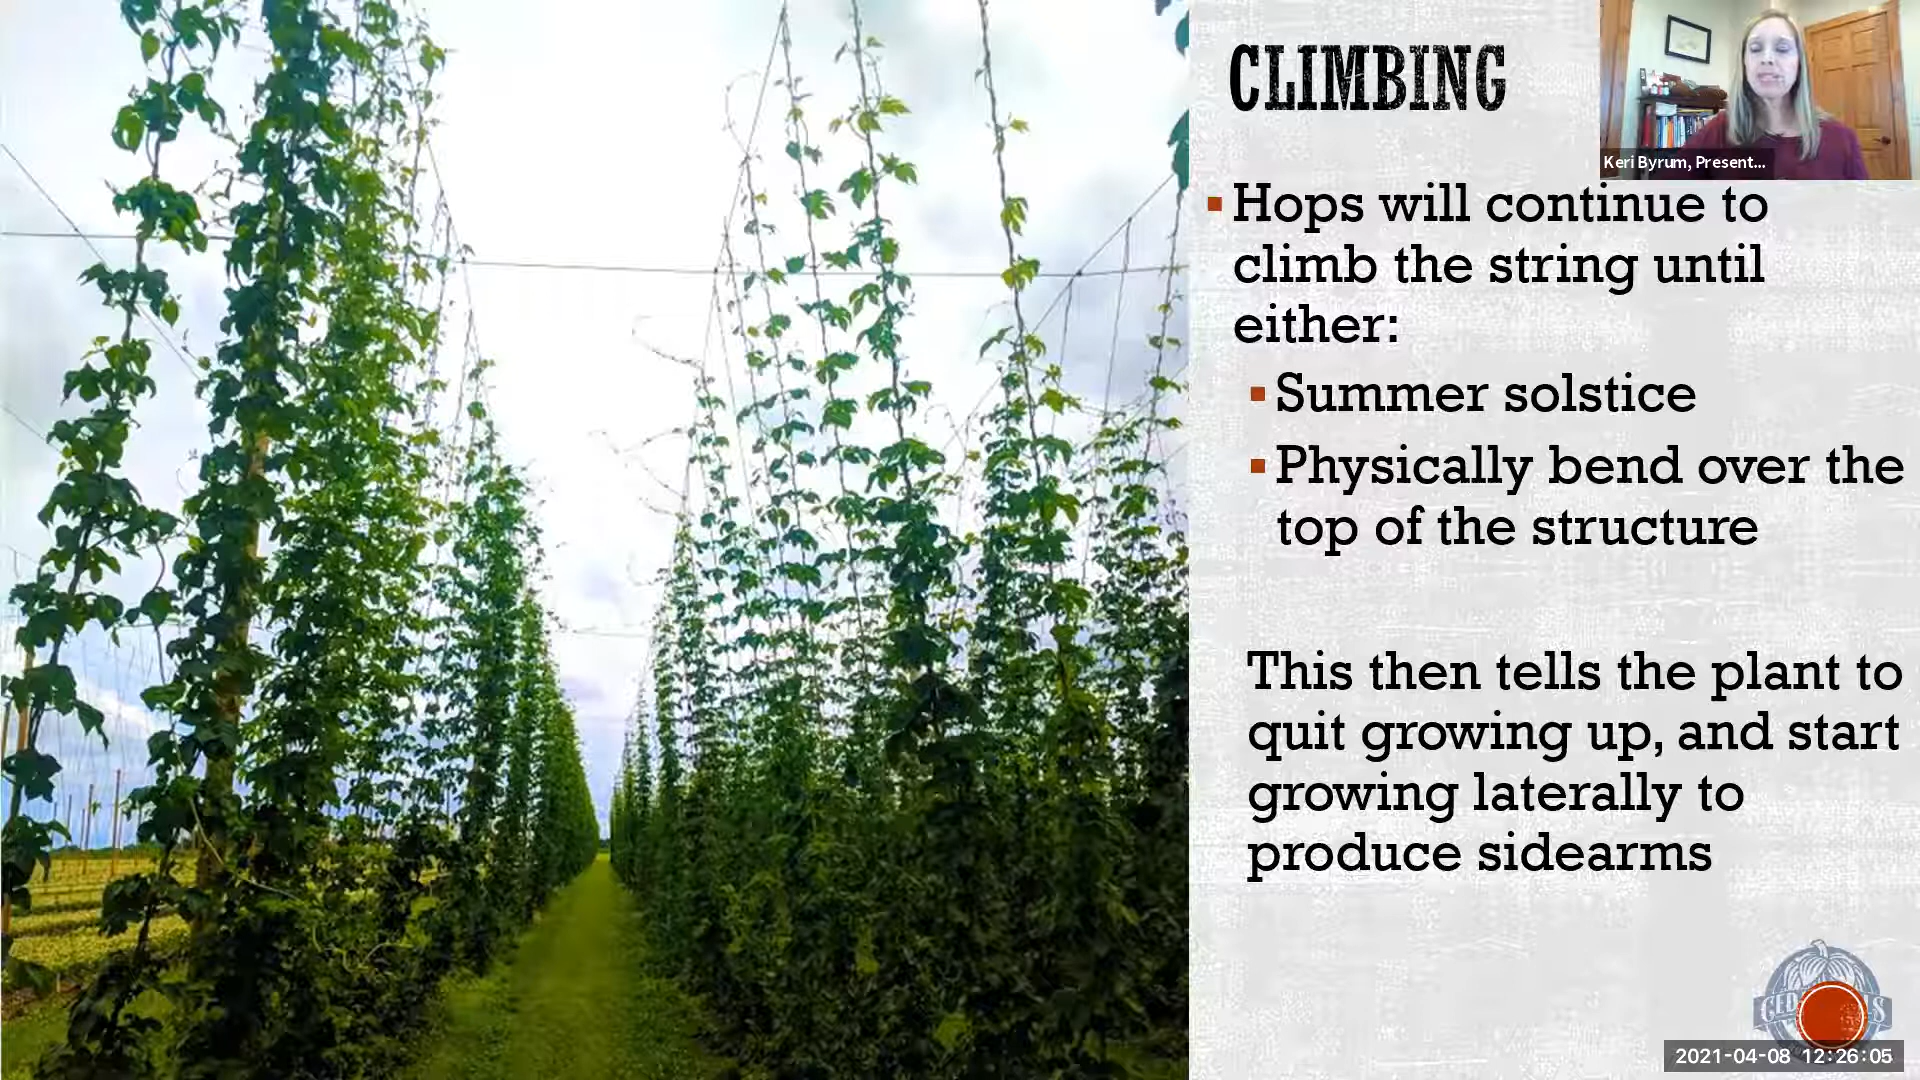 CLIMBING
Keri Byrum, Present...
Hops will continue to
climb the string until
either:
Summer solstice
Physically bend over the
top of the structure
This then tells the plant to
quit growing up, and start
growing laterally to
produce sidearms
2021-04-08 12:26:05